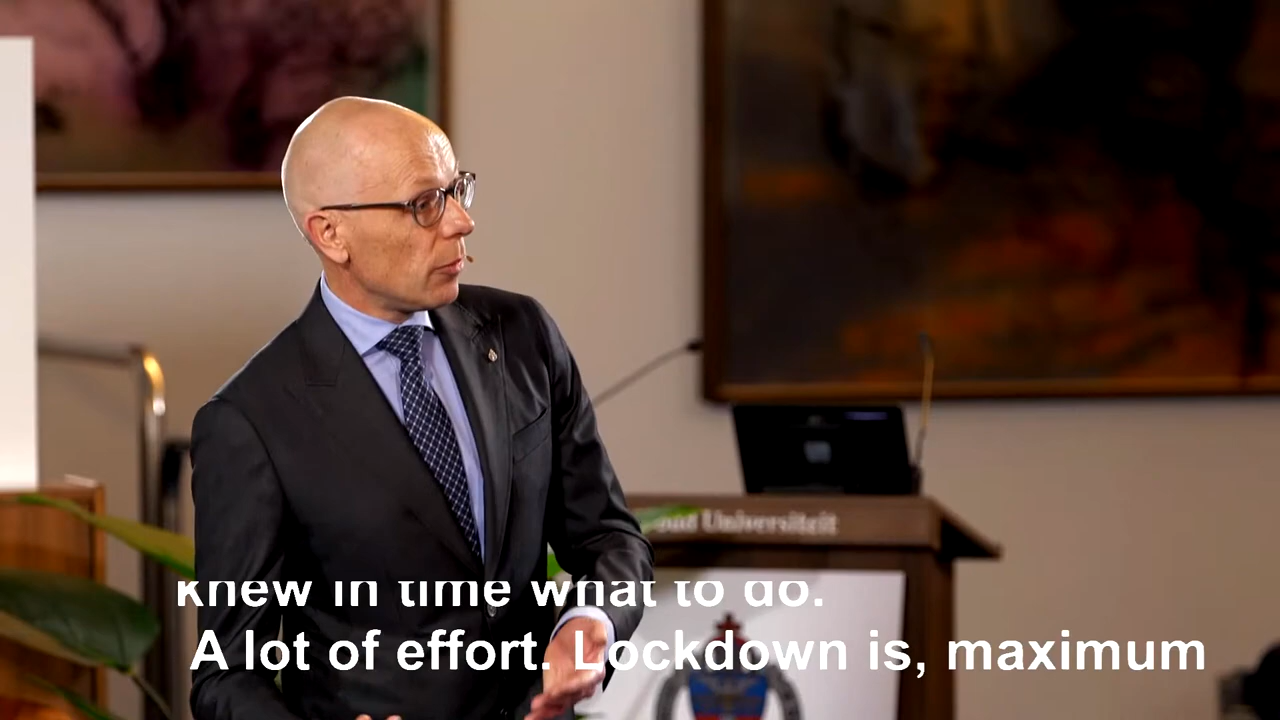 Universiteit
knew in time what to do.
A lot of effort. Lockdown is, maximum